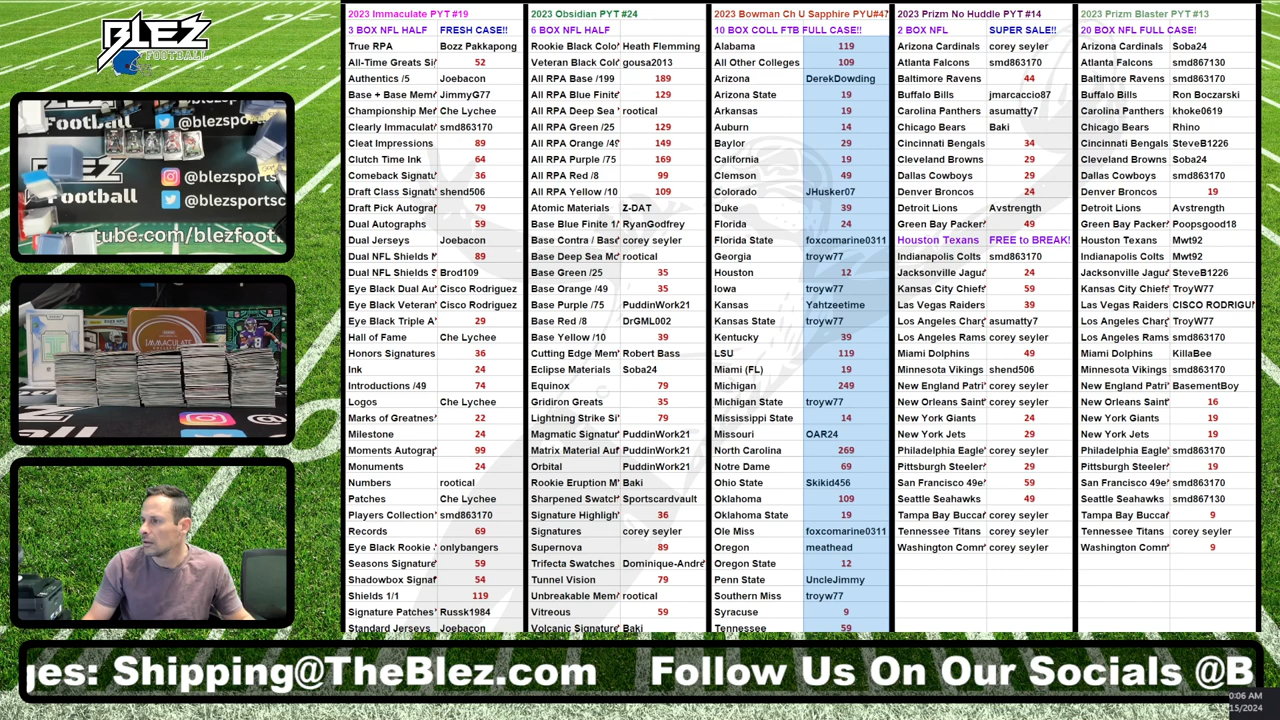 BLEZ
FOOTBALL
Football
@blezsports
@blezsports
@blezsportsc
Football
tube.com/blezfootl
IMMACULATE
2023 Immaculate PYT #19
3 BOX NFL HALF FRESH CASE!!
True RPA Bozz Pakkapong
All-Time Greats Si 52
Authentics /5 Joebacon
Base + Base Mem JimmyG77
Championship Mer Che Lychee
Clearly Immaculat smd863170
Cleat Impressions 89
Clutch Time Ink 64
Comeback Signatu 36
Draft Class Signatu shend506
Draft Pick Autogra 79
Dual Autographs 59
Dual Jerseys Joebacon
Dual NFL Shields 89
Dual NFL Shields S Brod109
Eye Black Dual Au Cisco Rodriguez
Eye Black Veteran Cisco Rodriguez
Eye Black Triple A 29
Hall of Fame Che Lychee
Honors Signatures 36
Ink 24
Introductions /49 74
Logos Che Lychee
Marks of Greatnes 22
Milestone 24
Moments Autogra 99
Monuments 24
Numbers rootical
Patches Che Lychee
Players Collection smd863170
Records 69
Eye Black Rookie onlybangers
Seasons Signature 59
Shadowbox Signat 54
Shields 1/1 119
Signature Patches Russk1984
Standard Jerseys Joebacon
2023 Obsidian PYT #24
6 BOX NFL HALF
Rookie Black Colo Heath Flemming
Veteran Black Col gousa2013
All RPA Base /199 189
All RPA Blue Finite 129
All RPA Deep Sea rootical
All RPA Green /25 129
All RPA Orange /49 149
All RPA Purple /75 169
All RPA Red /8 99
All RPA Yellow /10 109
Atomic Materials Z-DAT
Base Blue Finite 1/ RyanGodfrey
Base Contra / Base corey seyler
Base Deep Sea Mo rootical
Base Green /25 35
Base Orange /49 35
Base Purple /75 PuddinWork21
Base Red /8 DrGML002
Base Yellow /10 39
Cutting Edge Mem Robert Bass
Eclipse Materials Soba24
Equinox 79
Gridiron Greats 35
Lightning Strike Si 79
Magmatic Signatur PuddinWork21
Matrix Material Aut PuddinWork21
Orbital PuddinWork21
Rookie Eruption M Baki
Sharpened Swatch Sportscardvault
Signature Highligh 36
Signatures corey seyler
Supernova 89
Trifecta Swatches Dominique-Andre
Tunnel Vision 79
Unbreakable Mem rootical
Vitreous 59
Volcanic Signature Baki
2023 Bowman Ch U Sapphire PYU#47
10 BOX COLL FTB FULL CASE!!
Alabama 119
All Other Colleges 109
Arizona DerekDowding
Arizona State 19
Arkansas 19
Auburn 14
Baylor 29
California 19
Clemson 49
Colorado JHusker07
Duke 39
Florida 24
Florida State foxcomarine0311
Georgia troyw77
Houston 12
Iowa troyw77
Kansas Yahtzeetime
Kansas State troyw77
Kentucky 39
LSU 119
Miami (FL) 19
Michigan 249
Michigan State troyw77
Mississippi State 14
Missouri OAR24
North Carolina 269
Notre Dame 69
Ohio State Skikid456
Oklahoma 109
Oklahoma State 19
Ole Miss foxcomarine0311
Oregon meathead
Oregon State 12
Penn State UncleJimmy
Southern Miss troyw77
Syracuse 9
Tennessee 59
2023 Prizm No Huddle PYT #14
2 BOX NFL SUPER SALE!!
Arizona Cardinals corey seyler
Atlanta Falcons smd863170
Baltimore Ravens 44
Buffalo Bills jmarcaccio87
Carolina Panthers asumatty7
Chicago Bears Baki
Cincinnati Bengals 34
Cleveland Browns 29
Dallas Cowboys 29
Denver Broncos 24
Detroit Lions Avstrength
Green Bay Packer 49
Houston Texans FREE to BREAK!
Indianapolis Colts smd863170
Jacksonville Jagu 24
Kansas City Chiefs 59
Las Vegas Raiders 39
Los Angeles Charg asumatty7
Los Angeles Rams corey seyler
Miami Dolphins 49
Minnesota Vikings shend506
New England Patri corey seyler
New Orleans Saint corey seyler
New York Giants 24
New York Jets 29
Philadelphia Eagle corey seyler
Pittsburgh Steeler 29
San Francisco 49e 59
Seattle Seahawks 49
Tampa Bay Buccar corey seyler
Tennessee Titans corey seyler
Washington Comm corey seyler
2023 Prizm Blaster PYT #13
20 BOX NFL FULL CASE!
Arizona Cardinals Soba24
Atlanta Falcons smd867130
Baltimore Ravens smd863170
Buffalo Bills Ron Boczarski
Carolina Panthers khoke0619
Chicago Bears Rhino
Cincinnati Bengals SteveB1226
Cleveland Browns Soba24
Dallas Cowboys smd863170
Denver Broncos 19
Detroit Lions Avstrength
Green Bay Packer Poopsgood18
Houston Texans Mwt92
Indianapolis Colts Mwt92
Jacksonville Jagu SteveB1226
Kansas City Chiefs TroyW77
Las Vegas Raiders CISCO RODRIGU
Los Angeles Charg TroyW77
Los Angeles Rams corey seyler
Miami Dolphins KillaBee
Minnesota Vikings smd863170
New England Patri BasementBoy
New Orleans Saint 16
New York Giants 19
New York Jets 19
Philadelphia Eagle smd863170
Pittsburgh Steeler 19
San Francisco 49e smd863170
Seattle Seahawks smd867130
Tampa Bay Buccar 9
Tennessee Titans corey seyler
Washington Comm 9
ges: Shipping@TheBlez.com Follow Us On Our Socials @B
0:06 AM
15/2024